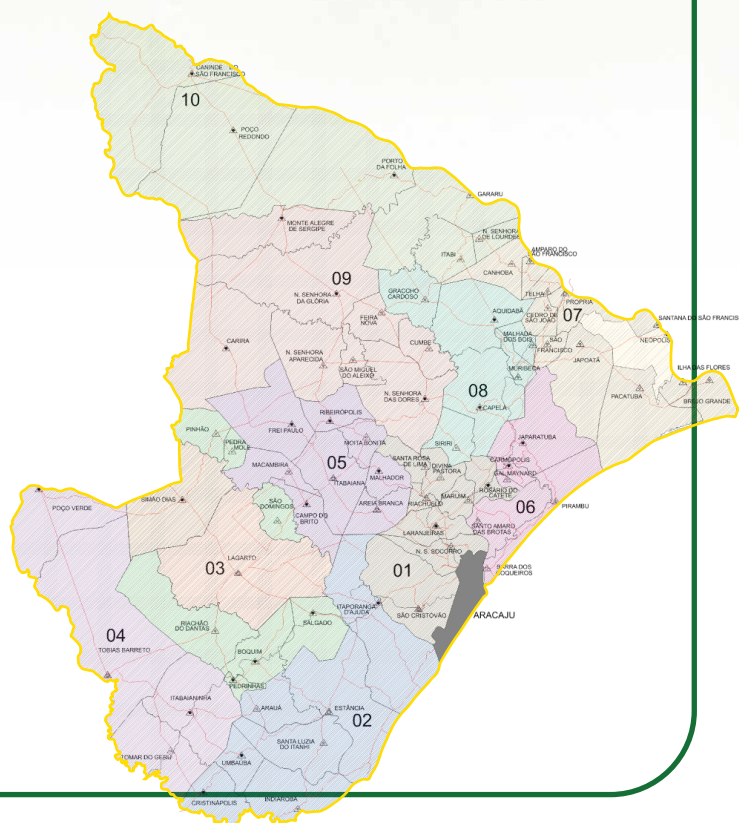 CANINDE DO
SÃO FRANCISCO
10
POÇO
REDONDO
PORTO
DA FOLHA
GARARU
MONTE ALEGRE
DE SERGIPE
N. SENHORA
DE LOURDES
ITABI
AMPARO DO
SÃO FRANCISCO
CANHOBA
09
N. SENHORA
DA GLÓRIA
GRACCHO
CARDOSO
TELHA
PROPRIA
FEIRA
NOVA
AQUIDABÃ
CEDRO DE
SÃO JOÃO
07
SANTANA DO SÃO FRANCIS
NEÓPOLIS
CARIRA
CUMBE
MALHADA
DOS BOIS
SÃO
FRANCISCO
JAPOATÃ
N. SENHORA
APARECIDA
SÃO MIGUEL
DO ALEIXO
MURIBECA
ILHA DAS FLORES
PACATUBA
BREJO GRANDE
N. SENHORA
DAS DORES
08
CAPELA
RIBEIRÓPOLIS
PINHÃO
FREI PAULO
PEDRA
MOLE
MOITA BONITA
SIRIRI
JAPARATUBA
MACAMBIRA
05
ITABAIANA
MALHADOR
SANTA ROSA
DE LIMA
DIVINA
PASTORA
CARMÓPOLIS
GAL MAYNARD
ROSÁRIO DO
CATETE
POÇO VERDE
SIMÃO DIAS
SÃO
DOMINGOS
CAMPO DO
BRITO
AREIA BRANCA
RIACHUELO
MARUIM
06
PIRAMBU
LARANJEIRAS
SANTO AMARO
DAS BROTAS
LAGARTO
03
01
N. S. SOCORRO
BARRA DOS
COQUEIROS
ITAPORANGA
D'AJUDA
SÃO CRISTOVÃO
ARACAJU
RIACHÃO
DO DANTAS
SALGADO
04
TOBIAS BARRETO
BOQUIM
PEDRINHAS
ITABAIANINHA
ARAUÁ
ESTÂNCIA
02
SANTA LUZIA
DO ITANHI
TOMAR DO GERU
UMBAUBA
CRISTINÁPOLIS
INDIAROBA